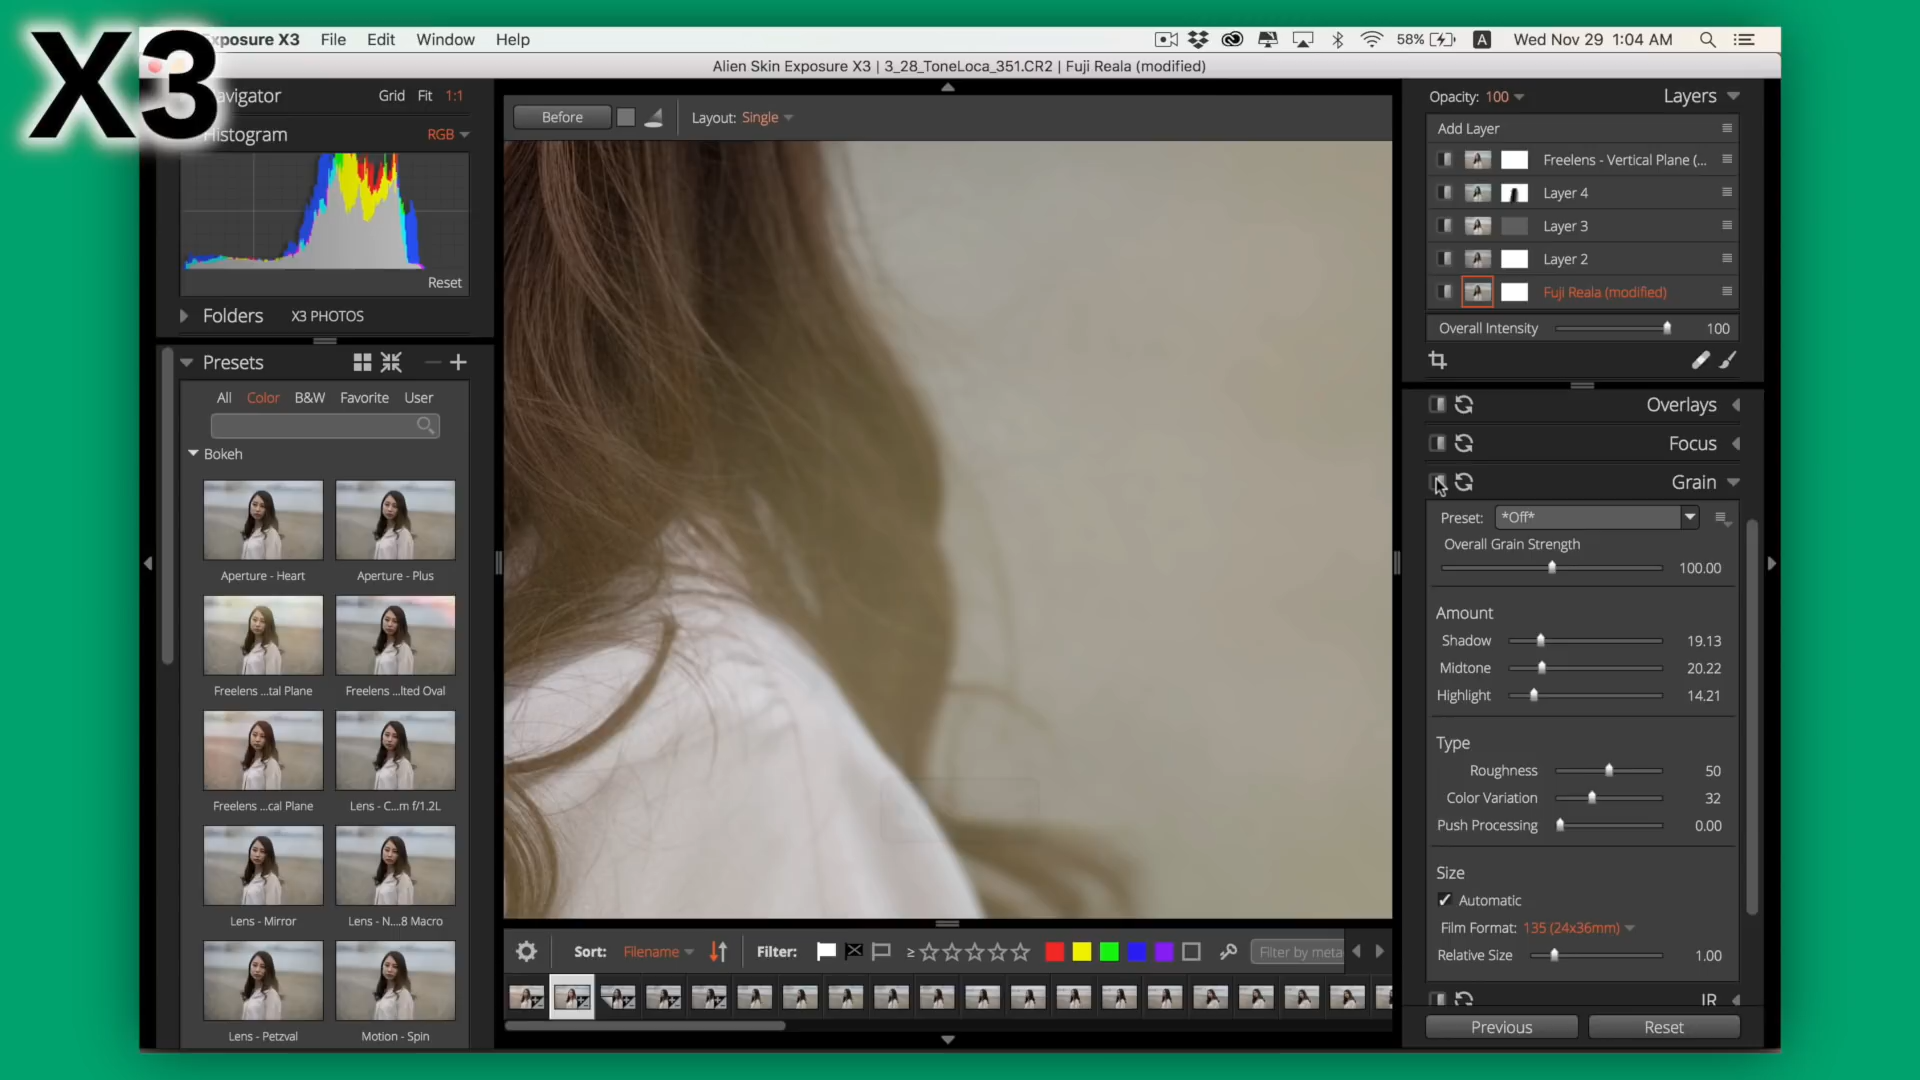 X3
xposure X3 File Edit Window Help
58% A Wed Nov 29 1:04 AM
Alien Skin Exposure X3 | 3_28_ToneLoca_351.CR2 | Fuji Reala (modified)
avigator Grid Fit 1:1
Histogram RGB
Reset
Folders X3 PHOTOS
Presets
All Color B&W Favorite User
Bokeh
Aperture - Heart Aperture - Plus
Freelens ...tal Plane Freelens ...lted Oval
Freelens ...cal Plane Lens - C...m f/1.2L
Lens - Mirror Lens - N....8 Macro
Lens - Petzval Motion - Spin
Before Layout: Single
Sort: Filename Filter: ≥ Filter by meta
Opacity: 100 Layers
Add Layer
Freelens - Vertical Plane (...
Layer 4
Layer 3
Layer 2
Fuji Reala (modified)
Overall Intensity 100
Overlays
Focus
Grain
Preset: *Off*
Overall Grain Strength
100.00
Amount
Shadow 19.13
Midtone 20.22
Highlight 14.21
Type
Roughness 50
Color Variation 32
Push Processing 0.00
Size
Automatic
Film Format: 135 (24x36mm)
Relative Size 1.00
IR
Previous Reset